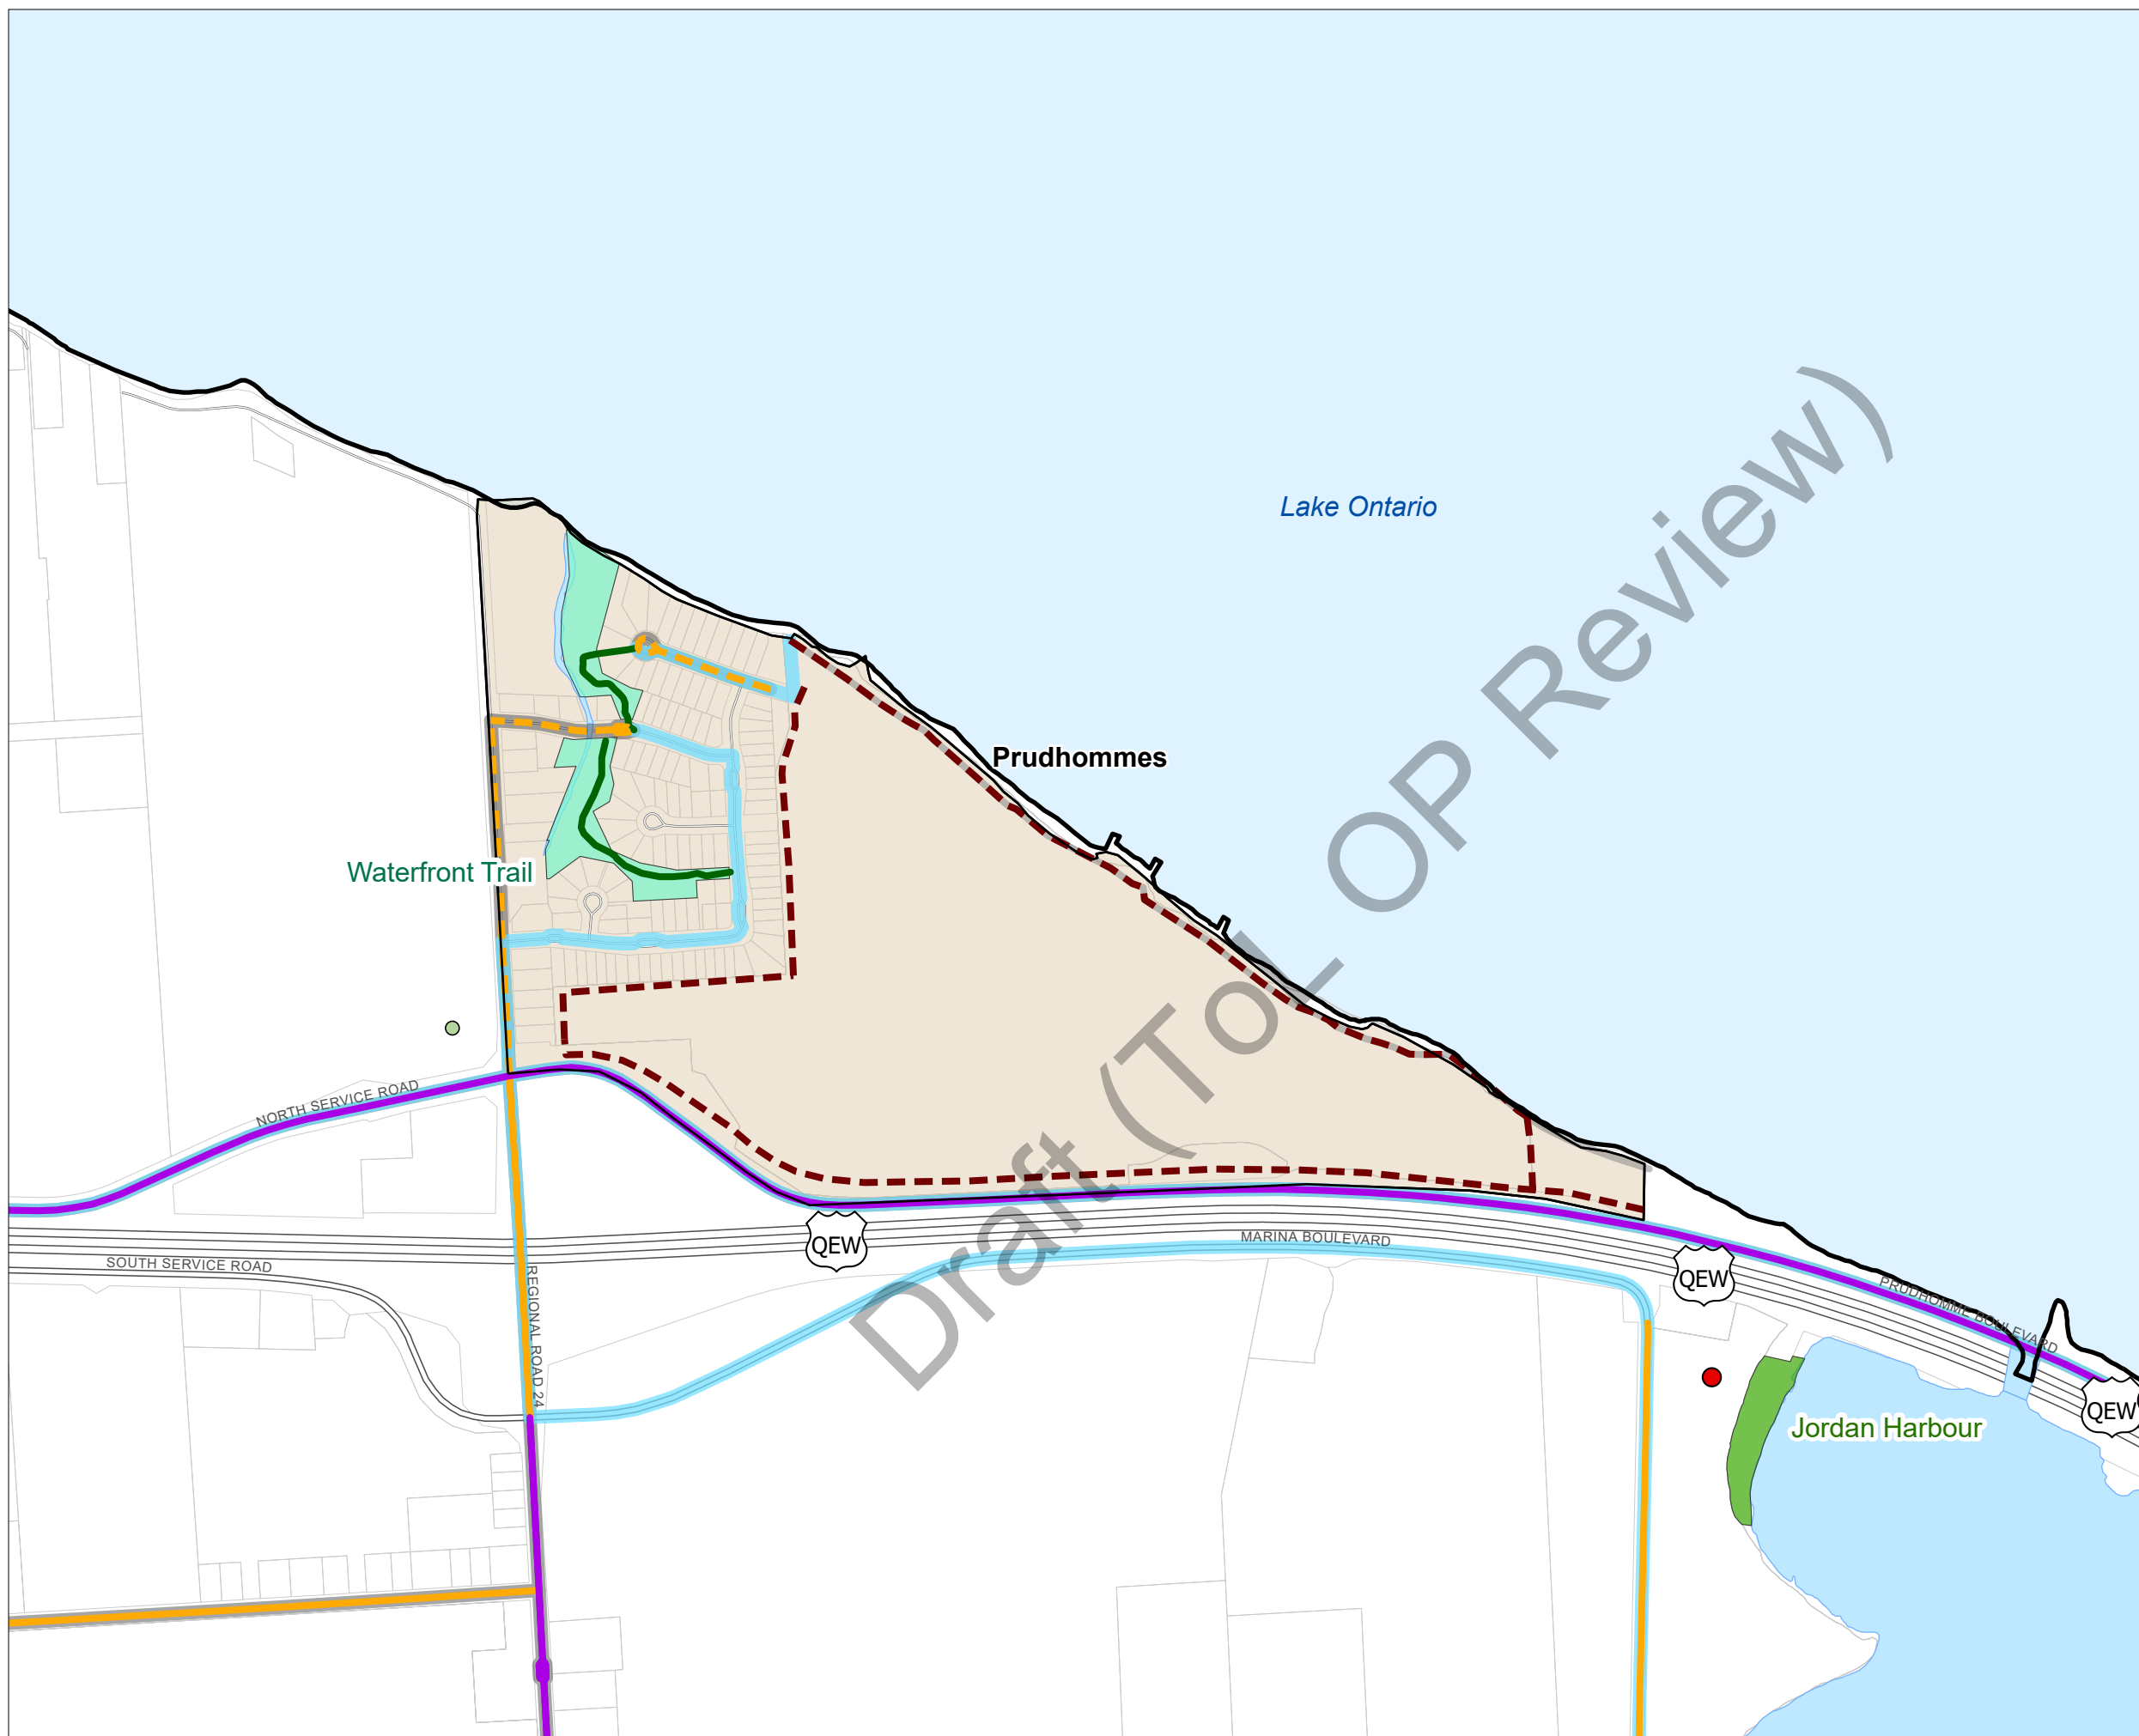 Lake Ontario
Prudhommes
Waterfront Trail
NORTH SERVICE ROAD
SOUTH SERVICE ROAD
QEW
MARINA BOULEVARD
QEW
PRUDHOMME BOULEVARD
REGIONAL ROAD 24
QEW
Jordan Harbour
Draft (ToL OP Review)